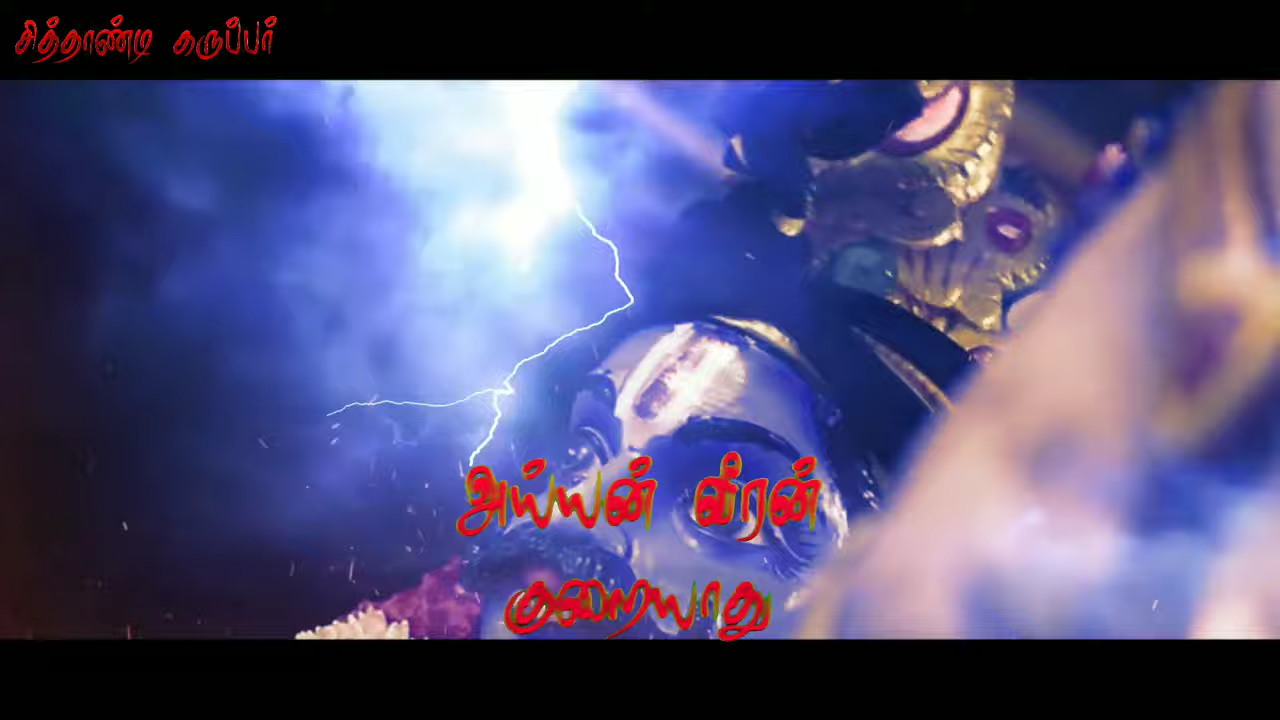 சித்தாண்டி கருப்பர்
அய்யன் வீரன்
குறையாது